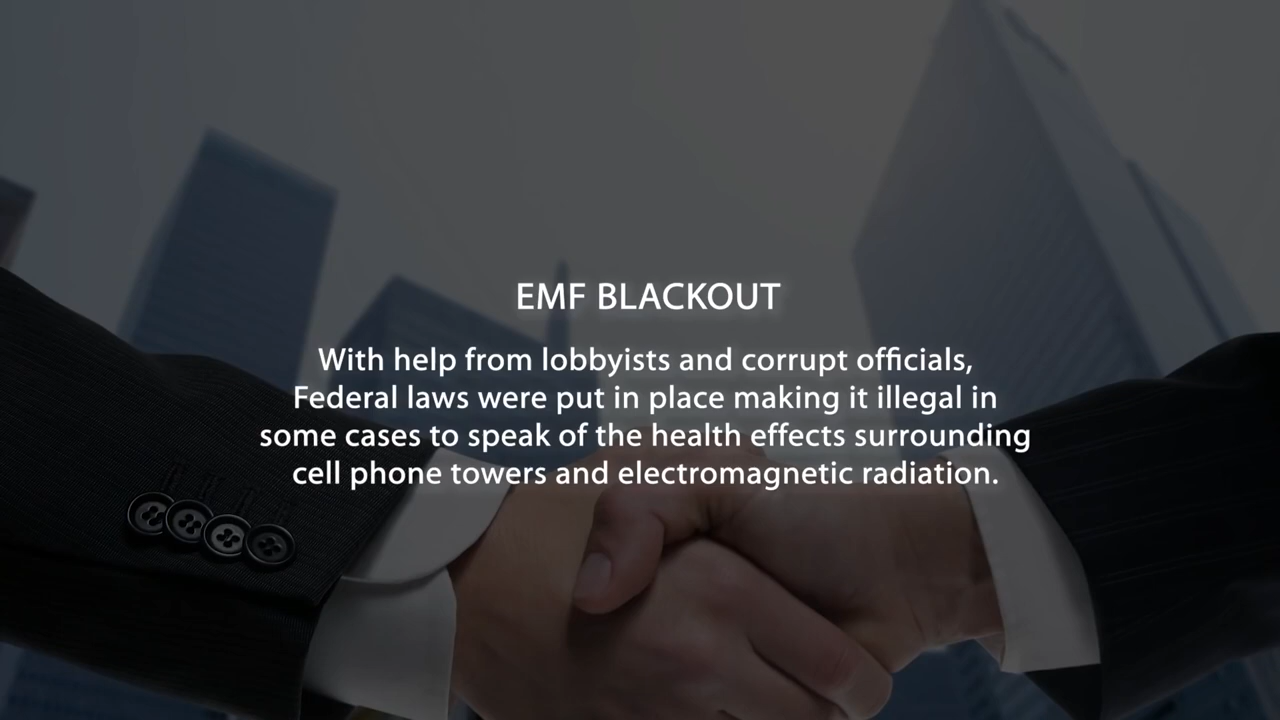 EMF BLACKOUT
With help from lobbyists and corrupt officials,
Federal laws were put in place making it illegal in
some cases to speak of the health effects surrounding
cell phone towers and electromagnetic radiation.